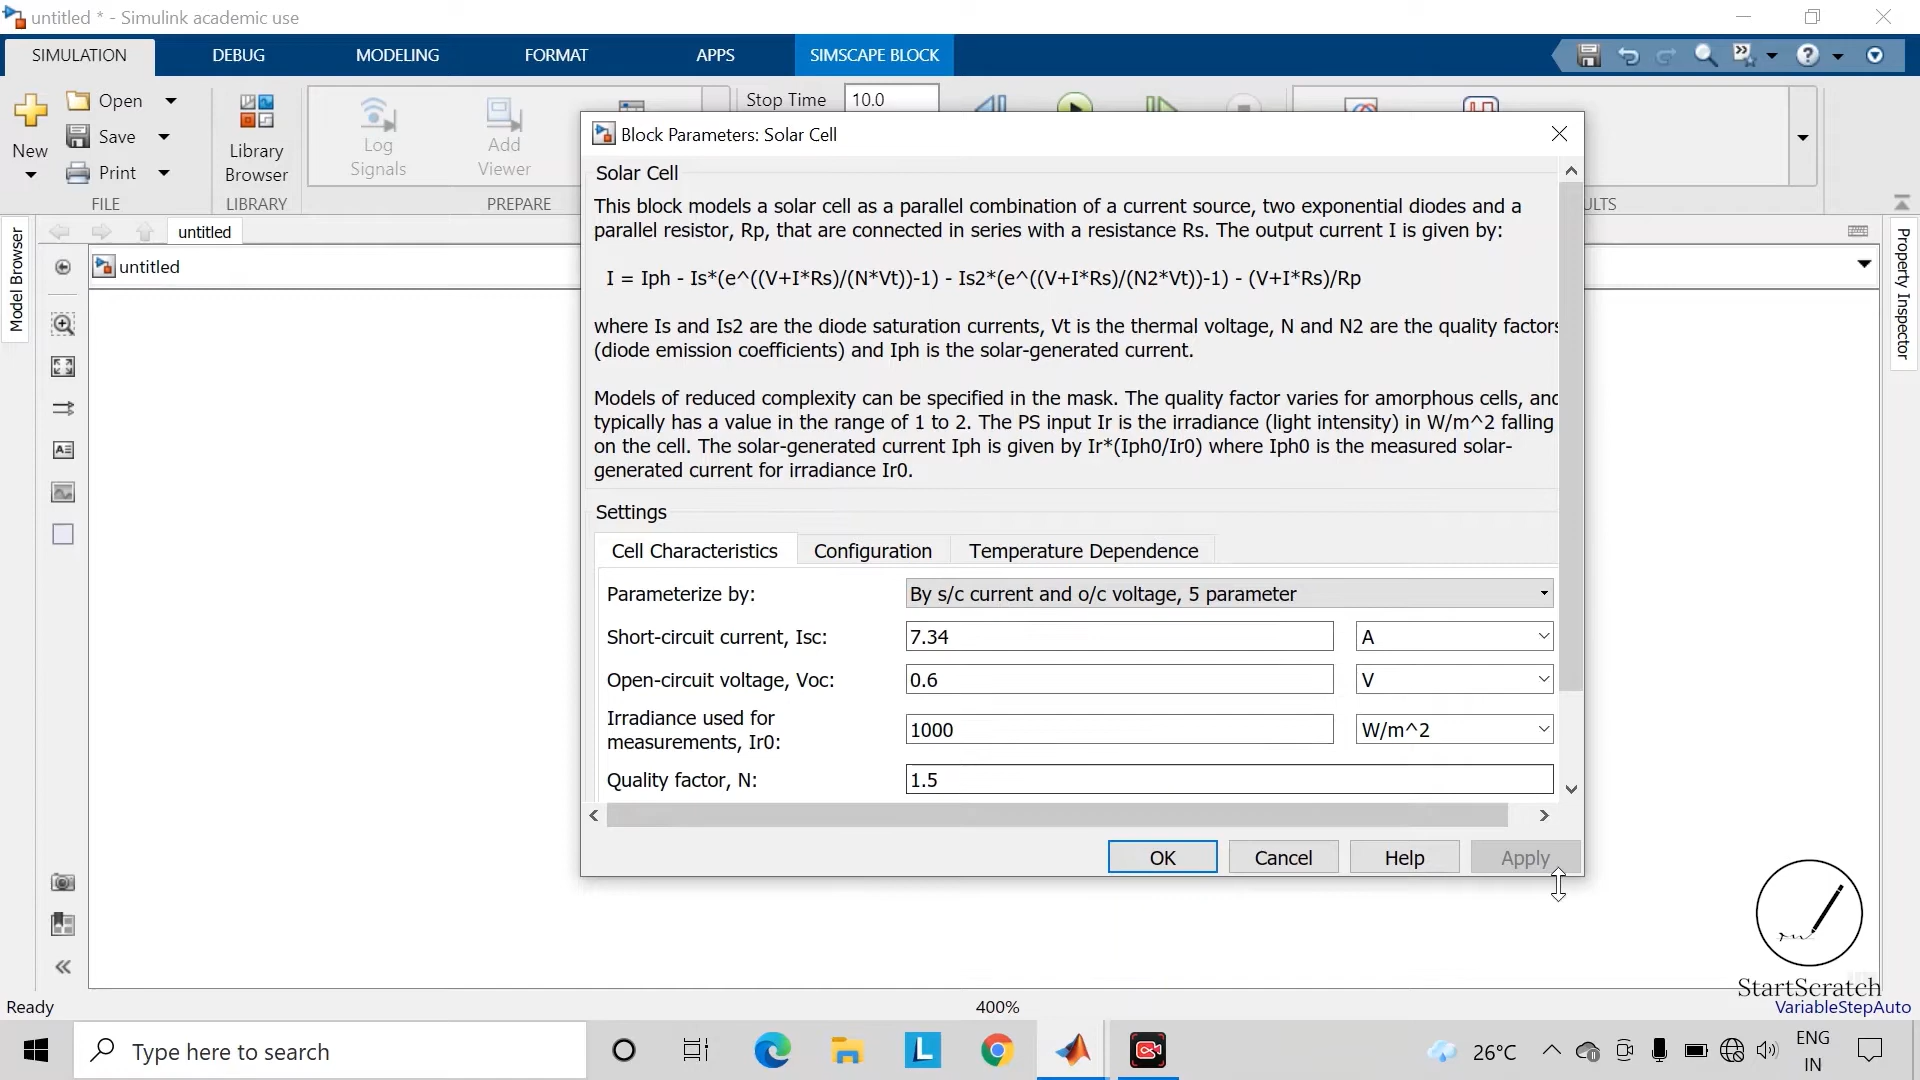 untitled * - Simulink academic use
SIMULATION
DEBUG
MODELING
FORMAT
APPS
SIMSCAPE BLOCK
New
Open
Save
Print
FILE
Library
Browser
LIBRARY
Log
Signals
Add
Viewer
PREPARE
Stop Time
10.0
ULTS
Model Browser
untitled
untitled
Property Inspector
Block Parameters: Solar Cell
Solar Cell
This block models a solar cell as a parallel combination of a current source, two exponential diodes and a
parallel resistor, Rp, that are connected in series with a resistance Rs. The output current I is given by:
I = Iph - Is*(e^((V+I*Rs)/(N*Vt))-1) - Is2*(e^((V+I*Rs)/(N2*Vt))-1) - (V+I*Rs)/Rp
where Is and Is2 are the diode saturation currents, Vt is the thermal voltage, N and N2 are the quality factors
(diode emission coefficients) and Iph is the solar-generated current.
Models of reduced complexity can be specified in the mask. The quality factor varies for amorphous cells, and
typically has a value in the range of 1 to 2. The PS input Ir is the irradiance (light intensity) in W/m^2 falling
on the cell. The solar-generated current Iph is given by Ir*(Iph0/Ir0) where Iph0 is the measured solar-
generated current for irradiance Ir0.
Settings
Cell Characteristics
Configuration
Temperature Dependence
Parameterize by:
By s/c current and o/c voltage, 5 parameter
Short-circuit current, Isc:
7.34
A
Open-circuit voltage, Voc:
0.6
V
Irradiance used for
measurements, Ir0:
1000
W/m^2
Quality factor, N:
1.5
OK
Cancel
Help
Apply
StartScratch
Ready
400%
VariableStepAuto
Type here to search
26°C
ENG
IN